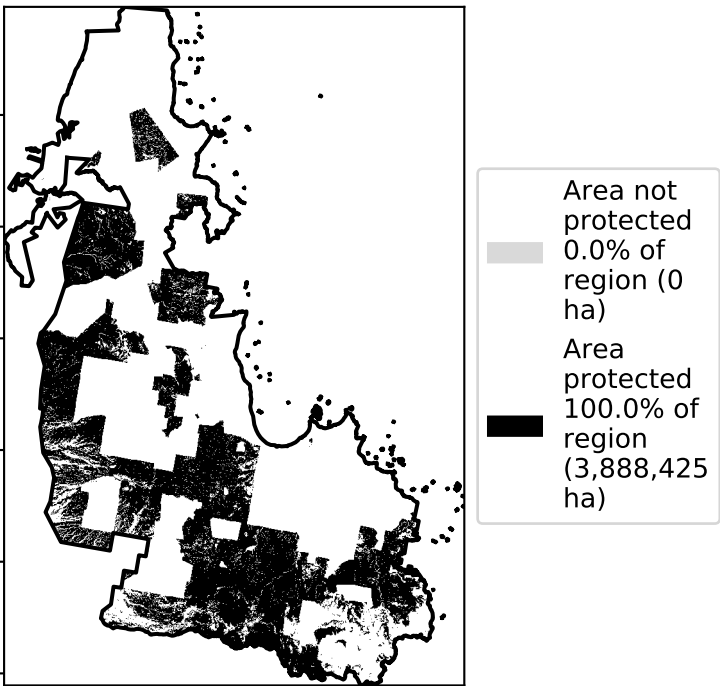 Area not
protected
0.0% of
region (0
ha)
Area
protected
100.0% of
region
(3,888,425
ha)